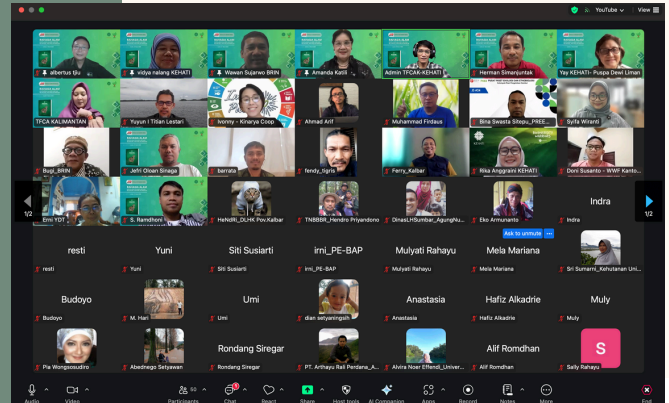 YouTube
View
albertus tjiu
vidya nalang KEHATI
Wawan Sujarwo BRIN
Amanda Katili
Admin TFCAK-KEHATI
Herman Simanjuntak
Yay KEHATI- Puspa Dewi Liman
TFCA KALIMANTAN
Yuyun I Titian Lestari
Ivonny - Kinarya Coop
Ahmad Arif
Muhammad Firdaus
Bina Swasta Sitepu_PREE...
Syifa Wiranti
Bugi_BRIN
Jefri Oloan Sinaga
barrata
fendy_tigris
Ferry_Kalbar
Rika Anggraini KEHATI
Doni Susanto - WWF Kanto...
1/2
1/2
Erni YDT
S. Ramdhoni
HeNdRi_DLHK Pov.Kalbar
TNBBBR_Hendro Priyandono
DinasLHSumbar_AgungNu...
Eko Armunanto
Indra
Indra
Ask to unmute
resti
Yuni
Siti Susiarti
irni_PE-BAP
Mulyati Rahayu
Mela Mariana
resti
Yuni
Siti Susiarti
irni_PE-BAP
Mulyati Rahayu
Mela Mariana
Sri Sumarni_Kehutanan Uni...
Budoyo
Umi
Anastasia
Hafiz Alkadrie
Muly
Budoyo
M. Hari
Umi
dian setyaningsih
Anastasia
Hafiz Alkadrie
Muly
Rondang Siregar
Alif Romdhan
S
Pia Wongsosudiro
Abednego Setyawan
Rondang Siregar
PT. Arthayu Rali Perdana_A...
Alvira Noer Effendi_Univer...
Alif Romdhan
Sally Rahayu
50
Audio
Video
Participants
Chat
React
Share
Host tools
AI Companion
Apps
Record
Notes
More
End